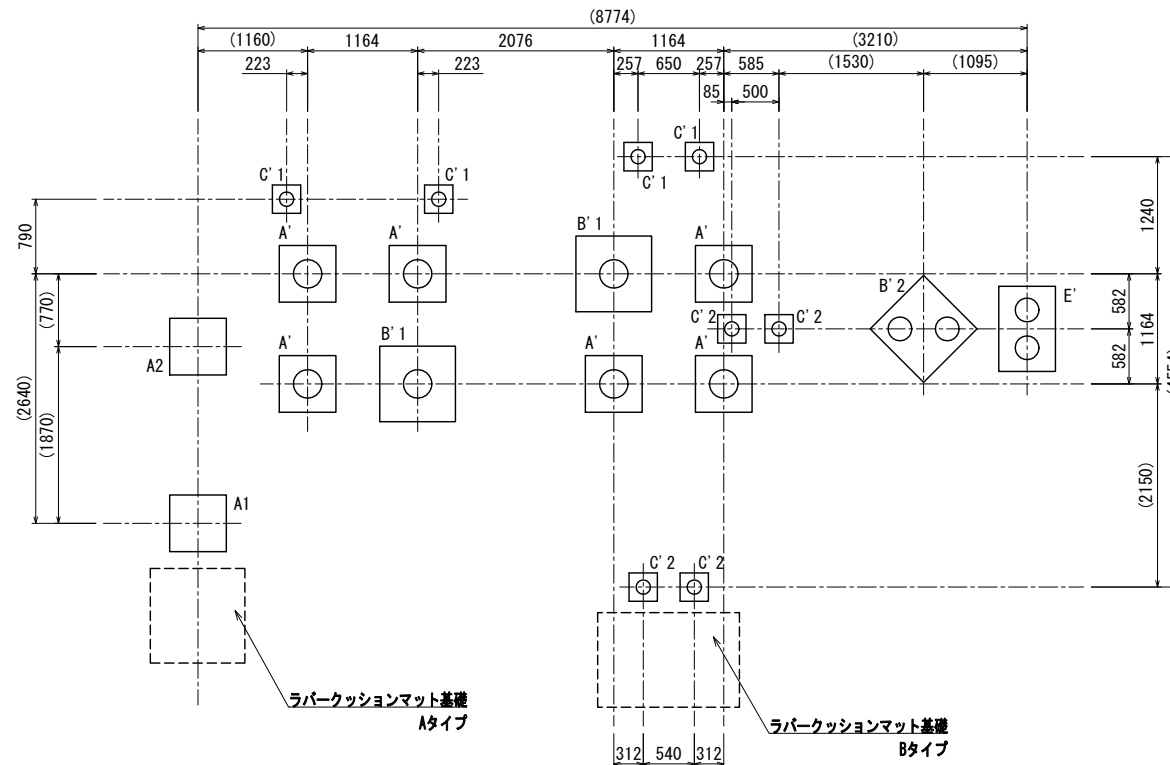 (8774)
(1160) 1164 2076 1164 (3210)
223 223 257 650 257 585 (1530) (1095)
85 500
C'1
C'1
C'1 C'1
790
1240
A' A' B'1 A'
(770)
B'2
E'
582
1164
582
C'2 C'2
A2
A' B'1 A' A'
(2640)
(1870)
(2150)
A1
C'2 C'2
ラバークッションマット基礎
Aタイプ
ラバークッションマット基礎
Bタイプ
312 540 312